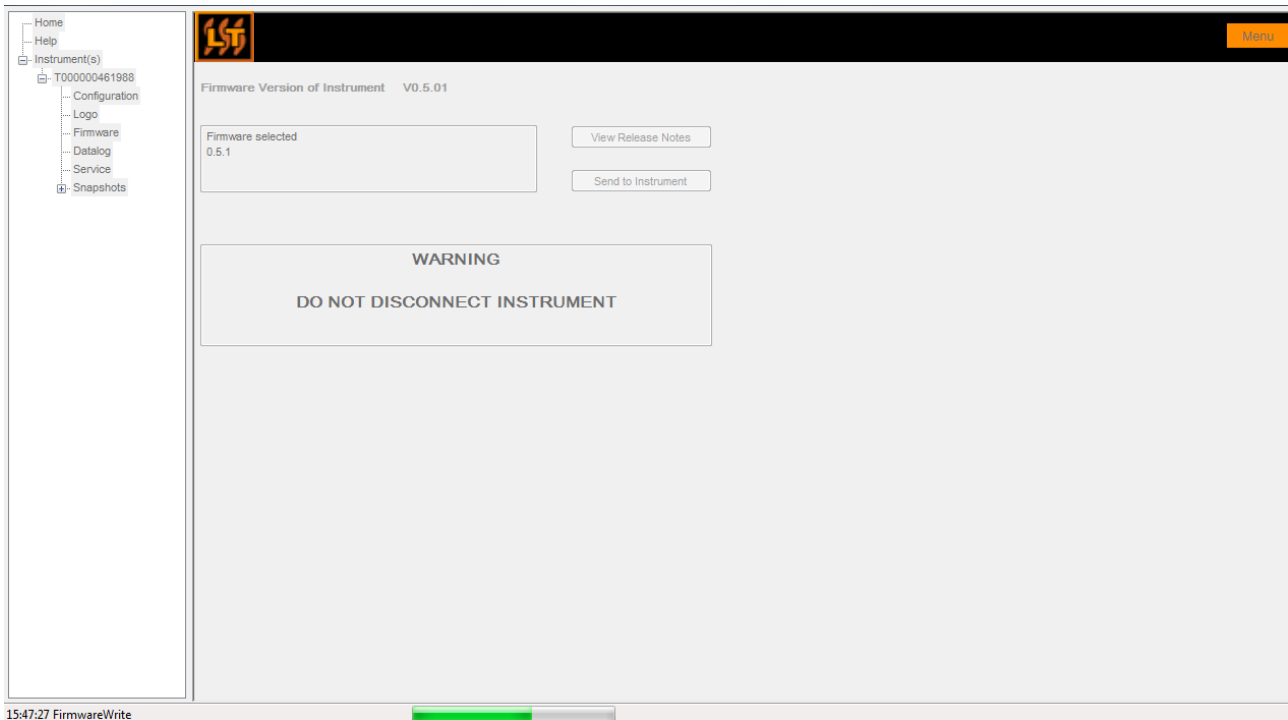 Home
Help
Instrument(s)
T000000461988
Configuration
Logo
Firmware
Datalog
Service
Snapshots
LST
Menu
Firmware Version of Instrument V0.5.01
Firmware selected
0.5.1
View Release Notes
Send to Instrument
WARNING
DO NOT DISCONNECT INSTRUMENT
15:47:27 FirmwareWrite